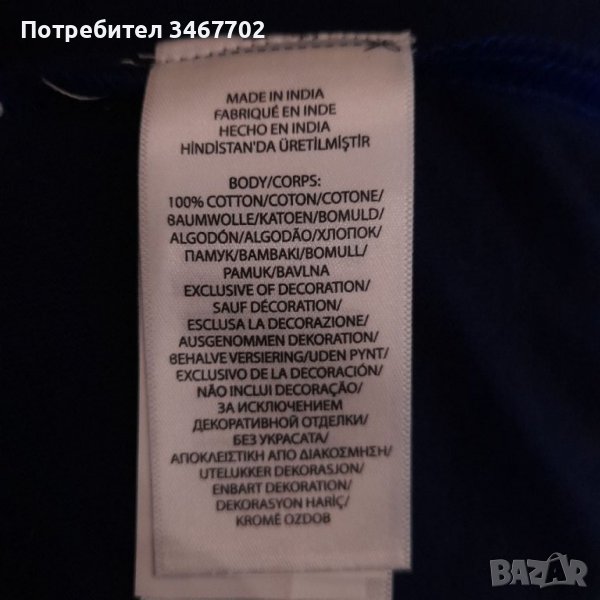 Потребител 3467702
MADE IN INDIA
FABRIQUÉ EN INDE
HECHO EN INDIA
HİNDİSTAN'DA ÜRETİLMİŞTİR
BODY/CORPS:
100% COTTON/COTON/COTONE/
BAUMWOLLE/KATOEN/BOMULD/
ALGODÓN/ALGODÃO/ХЛОПОК/
ПАМУК/BAMBAKI/BOMULL/
PAMUK/BAVLNA
EXCLUSIVE OF DECORATION/
SAUF DÉCORATION/
ESCLUSA LA DECORAZIONE/
AUSGENOMMEN DEKORATION/
BEHALVE VERSIERING/UDEN PYNT/
EXCLUSIVO DE LA DECORACIÓN/
NÃO INCLUI DECORAÇÃO/
ЗА ИСКЛЮЧЕНИЕМ
ДЕКОРАТИВНОЙ ОТДЕЛКИ/
БЕЗ УКРАСАТА/
ΑΠΟΚΛΕΙΣΤΙΚΗ ΑΠΟ ΔΙΑΚΟΣΜΗΣΗ/
UTELUKKER DEKORASJON/
ENBART DEKORATION/
DEKORASYON HARİÇ/
KROMĚ OZDOB
BAZAR